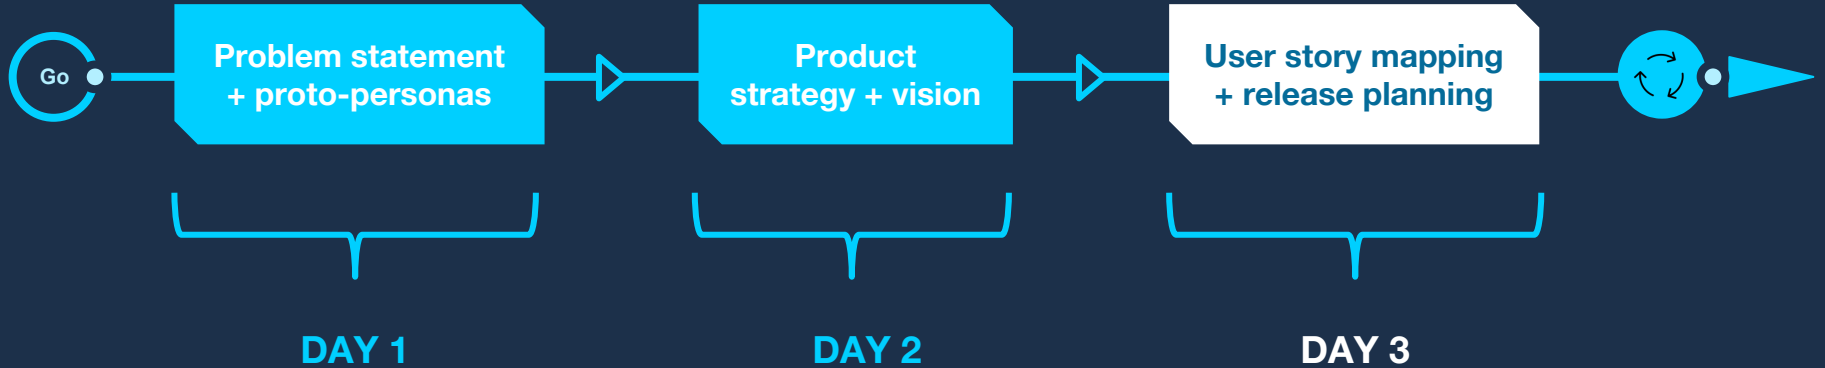 Go
Problem statement
+ proto-personas
Product
strategy + vision
User story mapping
+ release planning
DAY 1
DAY 2
DAY 3